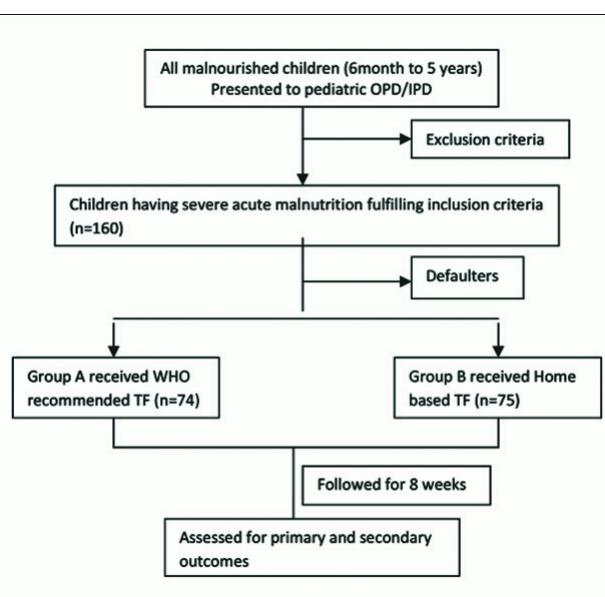 All malnourished children (6month to 5 years)
Presented to pediatric OPD/IPD
Exclusion criteria
Children having severe acute malnutrition fulfilling inclusion criteria
(n=160)
Defaulters
Group A received WHO
recommended TF (n=74)
Group B received Home
based TF (n=75)
Followed for 8 weeks
Assessed for primary and secondary
outcomes